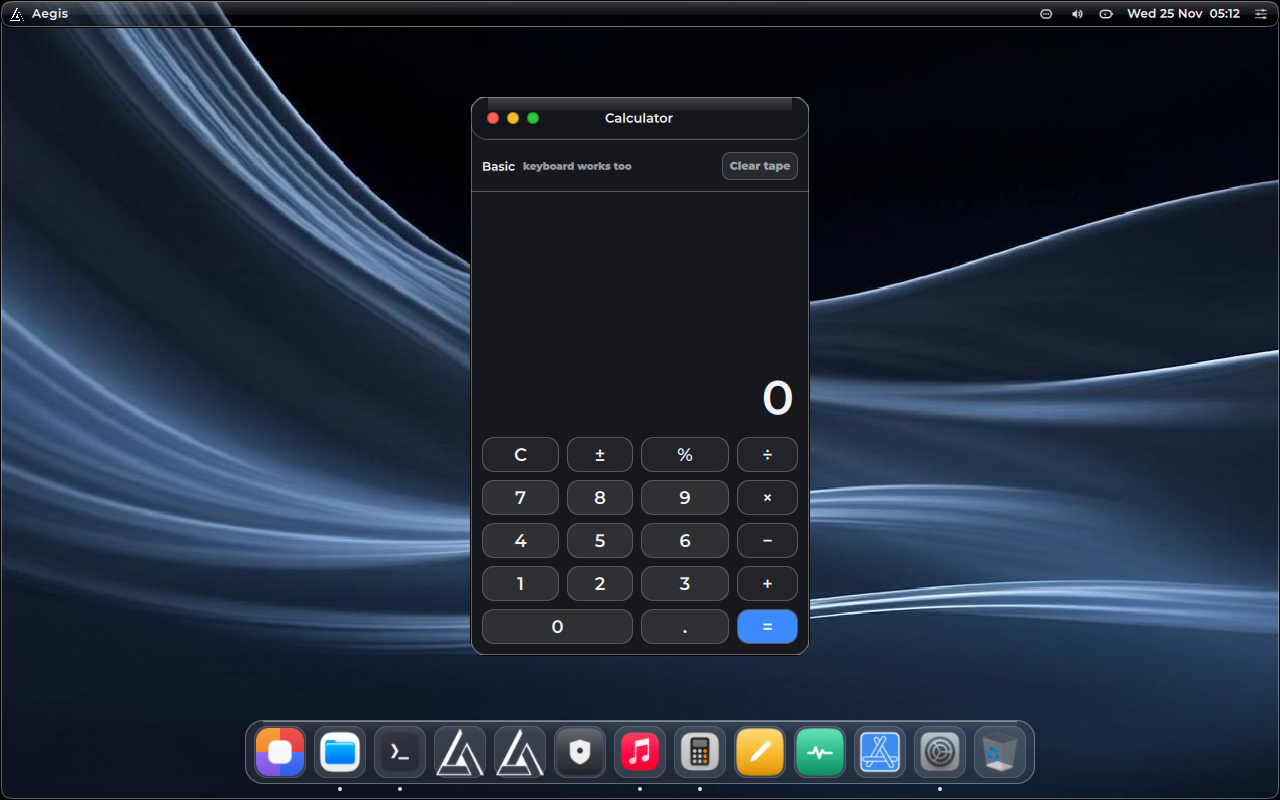 Aegis
Wed 25 Nov 05:12
Calculator
Basic keyboard works too Clear tape
0
C ± % ÷
7 8 9 ×
4 5 6 −
1 2 3 +
0 . =